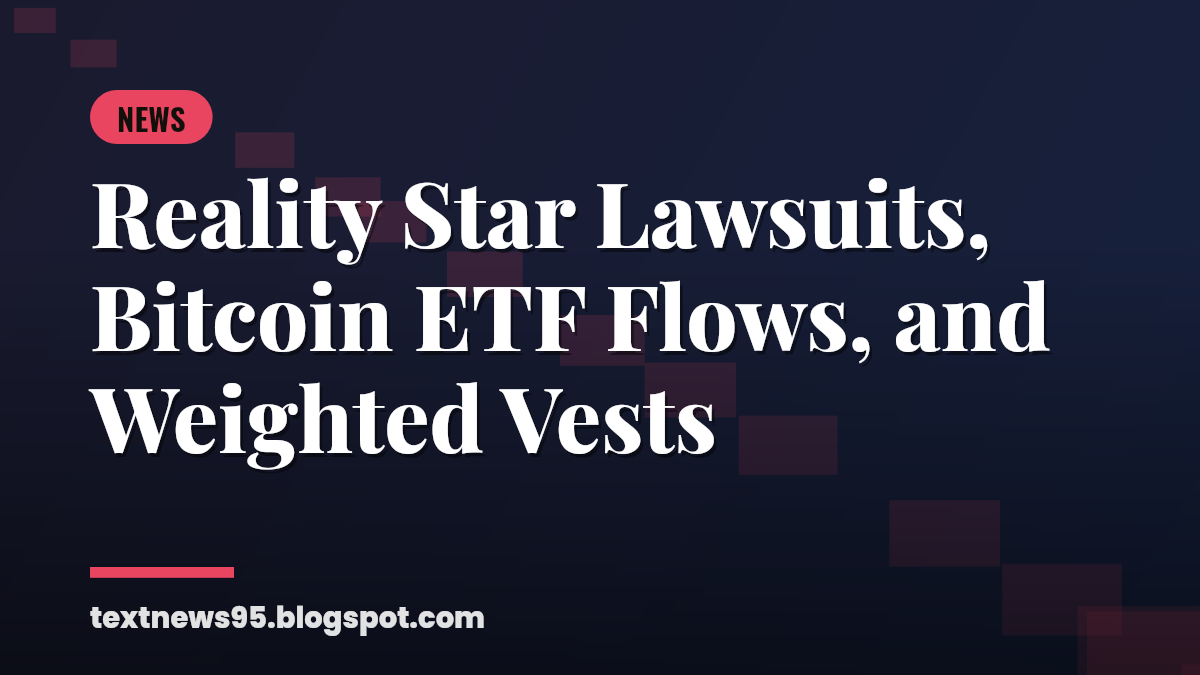 NEWS
Reality Star Lawsuits,
Bitcoin ETF Flows, and
Weighted Vests
textnews95.blogspot.com